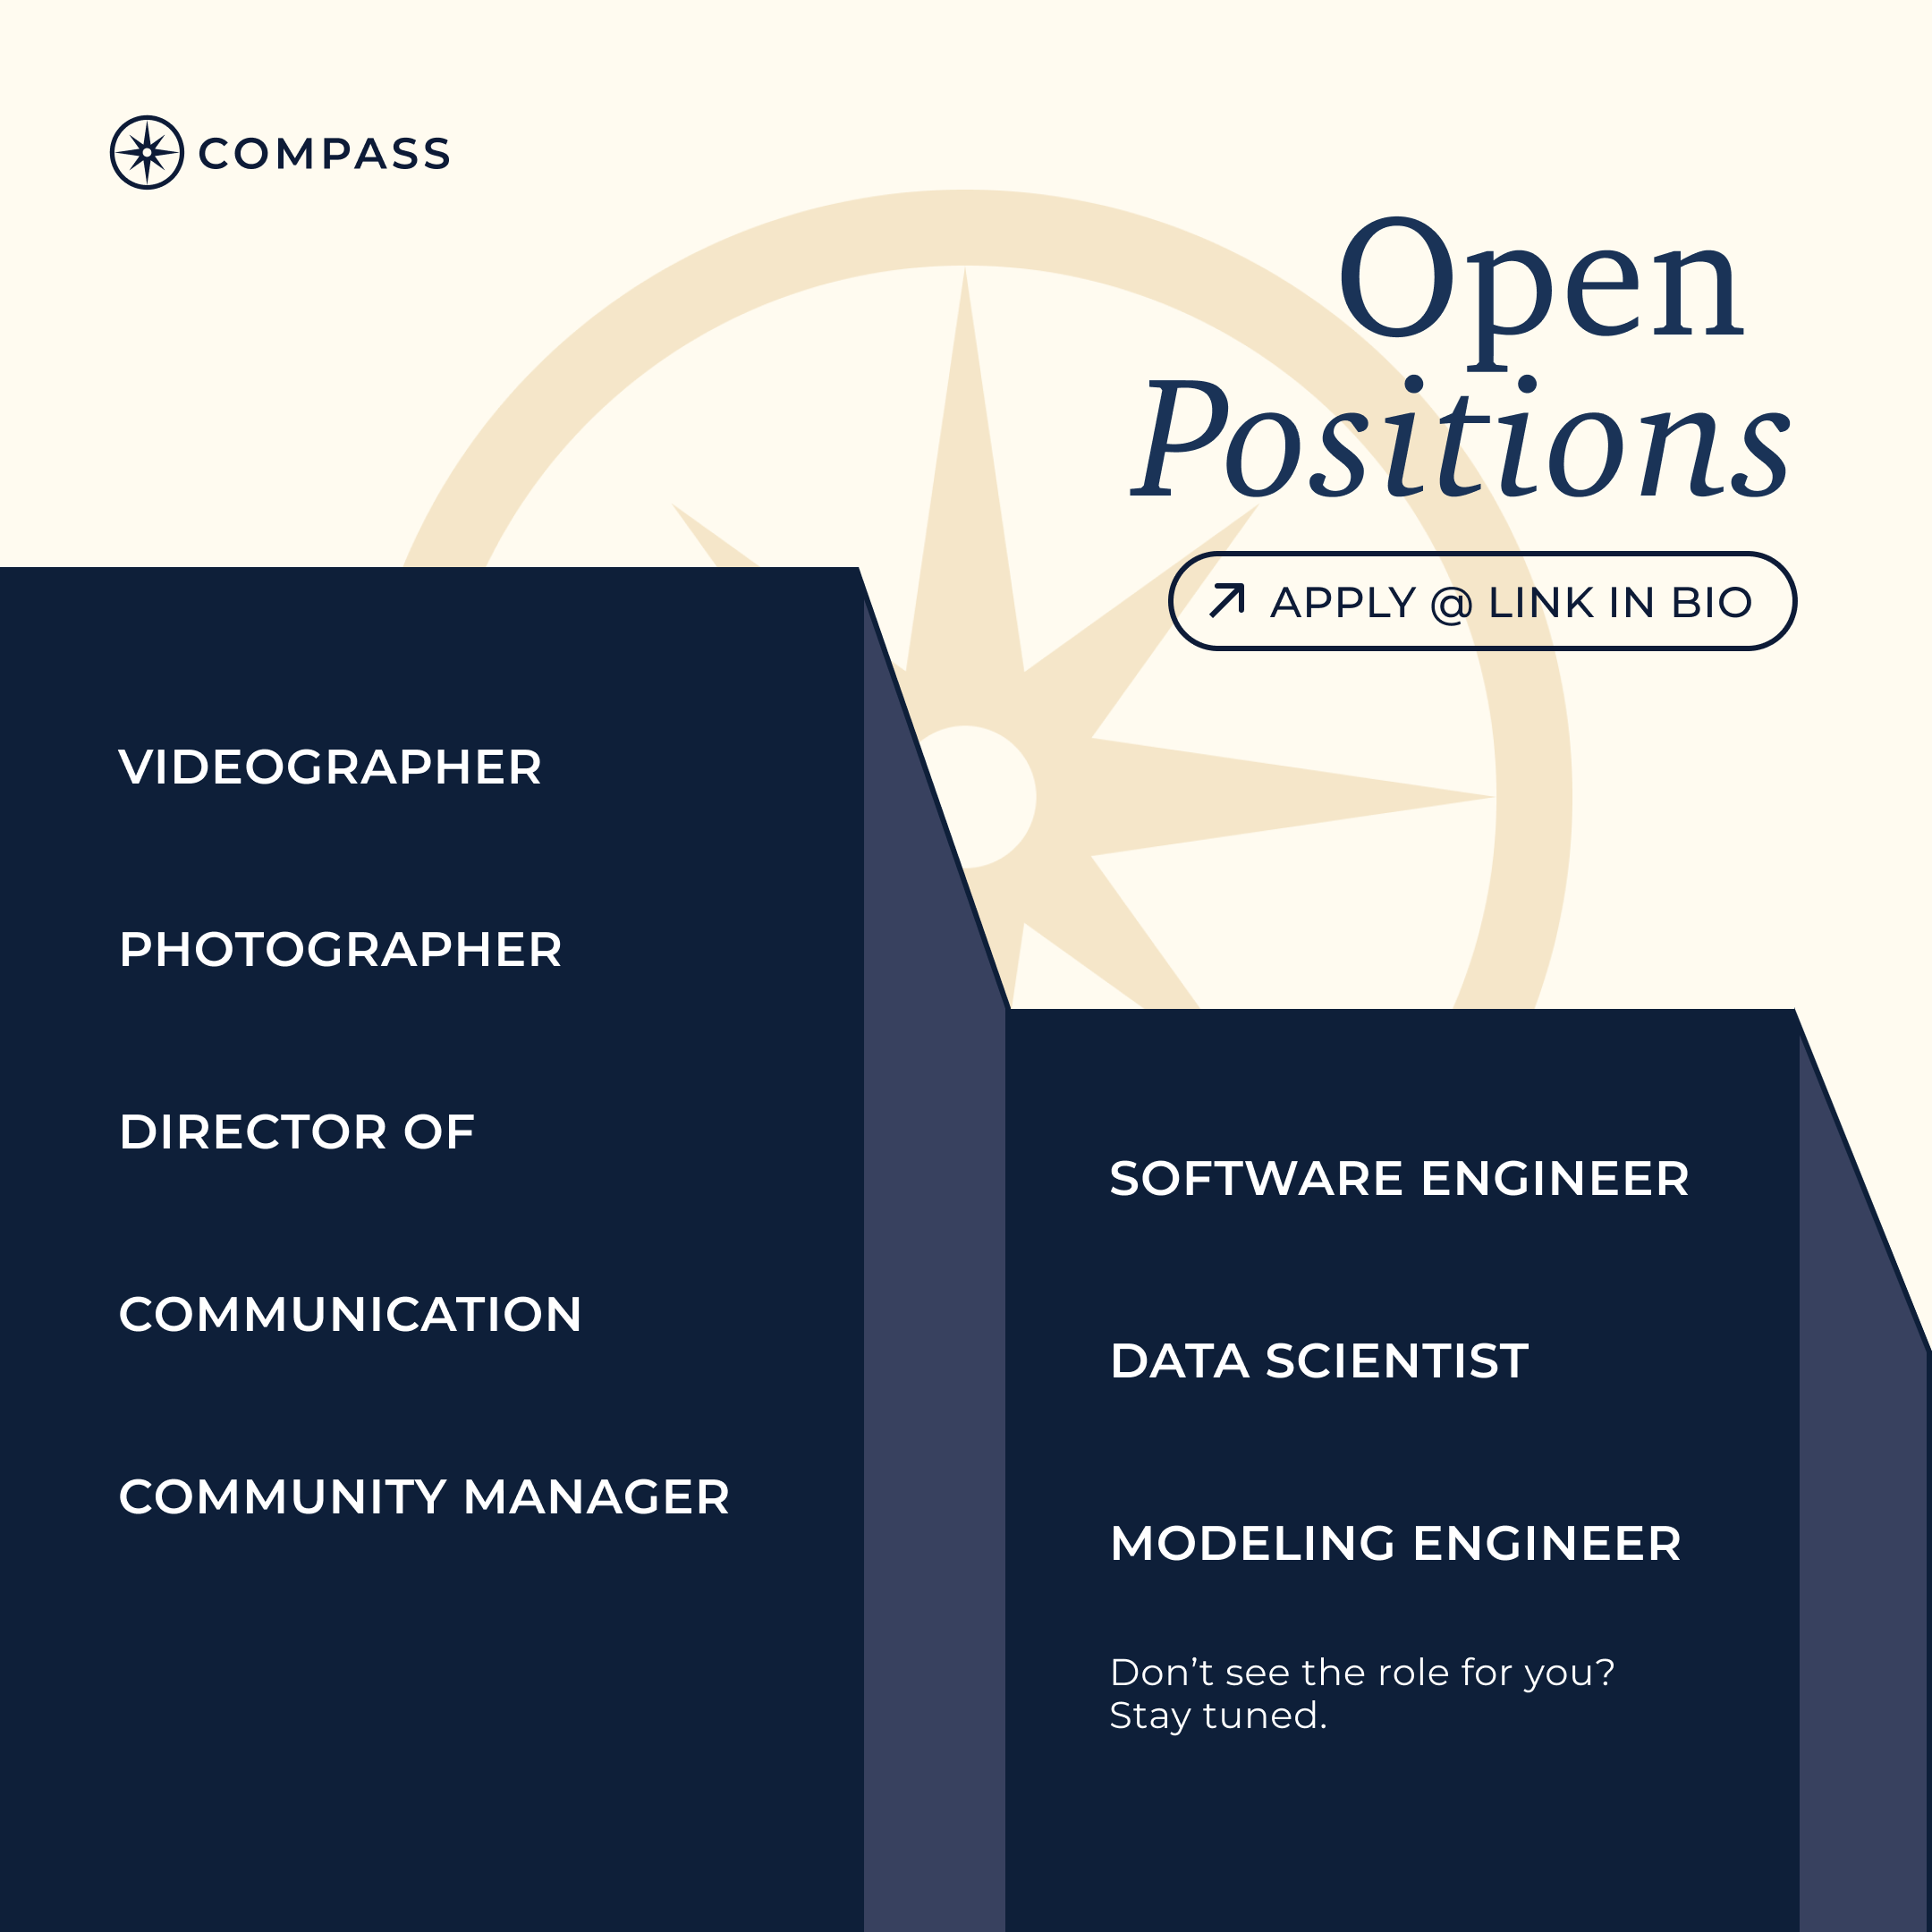 COMPASS
Open
Positions
APPLY @ LINK IN BIO
VIDEOGRAPHER
PHOTOGRAPHER
DIRECTOR OF
COMMUNICATION
COMMUNITY MANAGER
SOFTWARE ENGINEER
DATA SCIENTIST
MODELING ENGINEER
Don’t see the role for you?
Stay tuned.